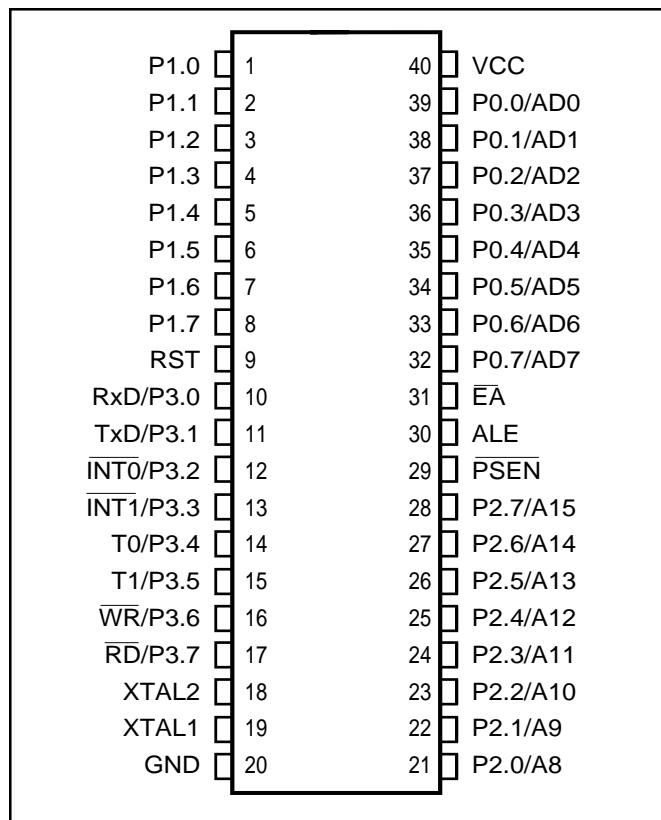 P1.0 1 40 VCC
P1.1 2 39 P0.0/AD0
P1.2 3 38 P0.1/AD1
P1.3 4 37 P0.2/AD2
P1.4 5 36 P0.3/AD3
P1.5 6 35 P0.4/AD4
P1.6 7 34 P0.5/AD5
P1.7 8 33 P0.6/AD6
RST 9 32 P0.7/AD7
RxD/P3.0 10 31 E̅A̅
TxD/P3.1 11 30 ALE
I̅N̅T̅0̅/P3.2 12 29 P̅S̅E̅N̅
I̅N̅T̅1̅/P3.3 13 28 P2.7/A15
T0/P3.4 14 27 P2.6/A14
T1/P3.5 15 26 P2.5/A13
W̅R̅/P3.6 16 25 P2.4/A12
R̅D̅/P3.7 17 24 P2.3/A11
XTAL2 18 23 P2.2/A10
XTAL1 19 22 P2.1/A9
GND 20 21 P2.0/A8